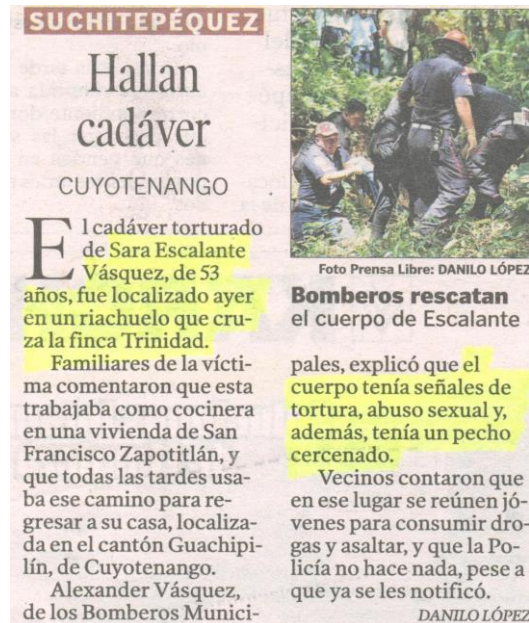 SUCHITEPÉQUEZ
Hallan
cadáver
CUYOTENANGO
El cadáver torturado
de Sara Escalante
Vásquez, de 53
años, fue localizado ayer
en un riachuelo que cru-
za la finca Trinidad.
Familiares de la vícti-
ma comentaron que esta
trabajaba como cocinera
en una vivienda de San
Francisco Zapotitlán, y
que todas las tardes usa-
ba ese camino para re-
gresar a su casa, localiza-
da en el cantón Guachipi-
lín, de Cuyotenango.
Alexander Vásquez,
de los Bomberos Munici-
Foto Prensa Libre: DANILO LÓPEZ
Bomberos rescatan
el cuerpo de Escalante
pales, explicó que el
cuerpo tenía señales de
tortura, abuso sexual y,
además, tenía un pecho
cercenado.
Vecinos contaron que
en ese lugar se reúnen jó-
venes para consumir dro-
gas y asaltar, y que la Po-
licía no hace nada, pese a
que ya se les notificó.
DANILO LÓPEZ